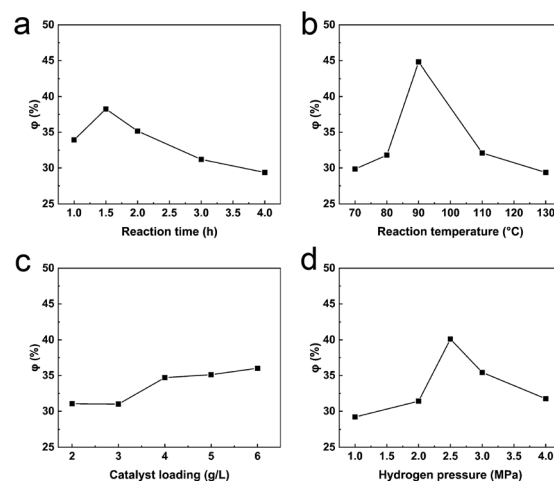 a
50
45
40
35
30
25
φ (%)
1.0 1.5 2.0 2.5 3.0 3.5 4.0
Reaction time (h)
b
50
45
40
35
30
25
φ (%)
70 80 90 100 110 120 130
Reaction temperature (°C)
c
50
45
40
35
30
25
φ (%)
2 3 4 5 6
Catalyst loading (g/L)
d
50
45
40
35
30
25
φ (%)
1.0 1.5 2.0 2.5 3.0 3.5 4.0
Hydrogen pressure (MPa)